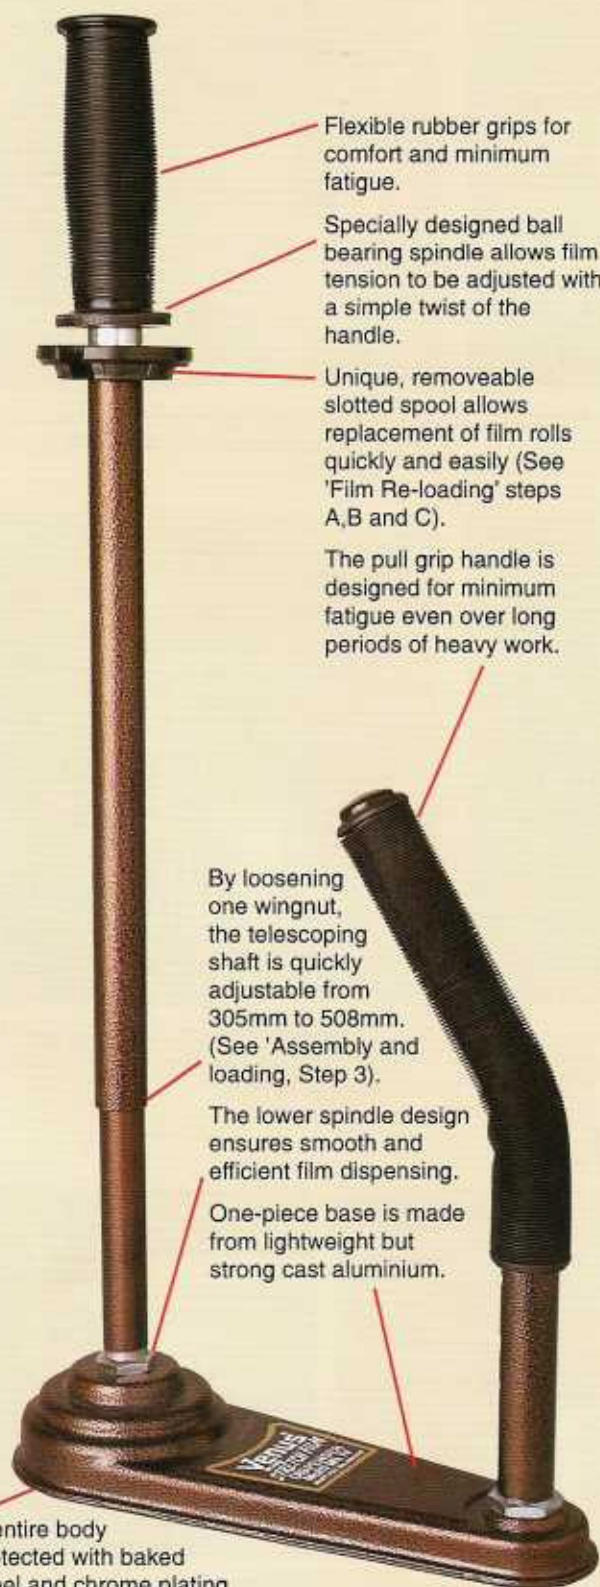 Flexible rubber grips for
comfort and minimum
fatigue.
Specially designed ball
bearing spindle allows film
tension to be adjusted with
a simple twist of the
handle.
Unique, removeable
slotted spool allows
replacement of film rolls
quickly and easily (See
'Film Re-loading' steps
A,B and C).
The pull grip handle is
designed for minimum
fatigue even over long
periods of heavy work.
By loosening
one wingnut,
the telescoping
shaft is quickly
adjustable from
305mm to 508mm.
(See 'Assembly and
loading, Step 3).
The lower spindle design
ensures smooth and
efficient film dispensing.
One-piece base is made
from lightweight but
strong cast aluminium.
Venus
entire body
tected with baked
el and chrome plating